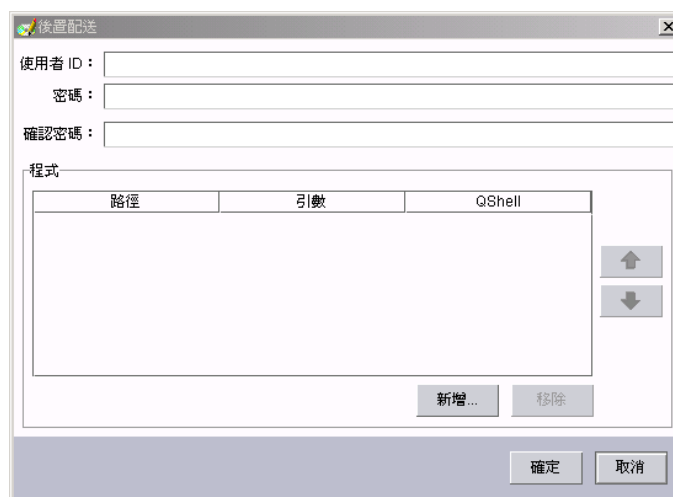 後置配送
使用者 ID：
密碼：
確認密碼：
程式
路徑 引數 QShell
新增... 移除
確定 取消